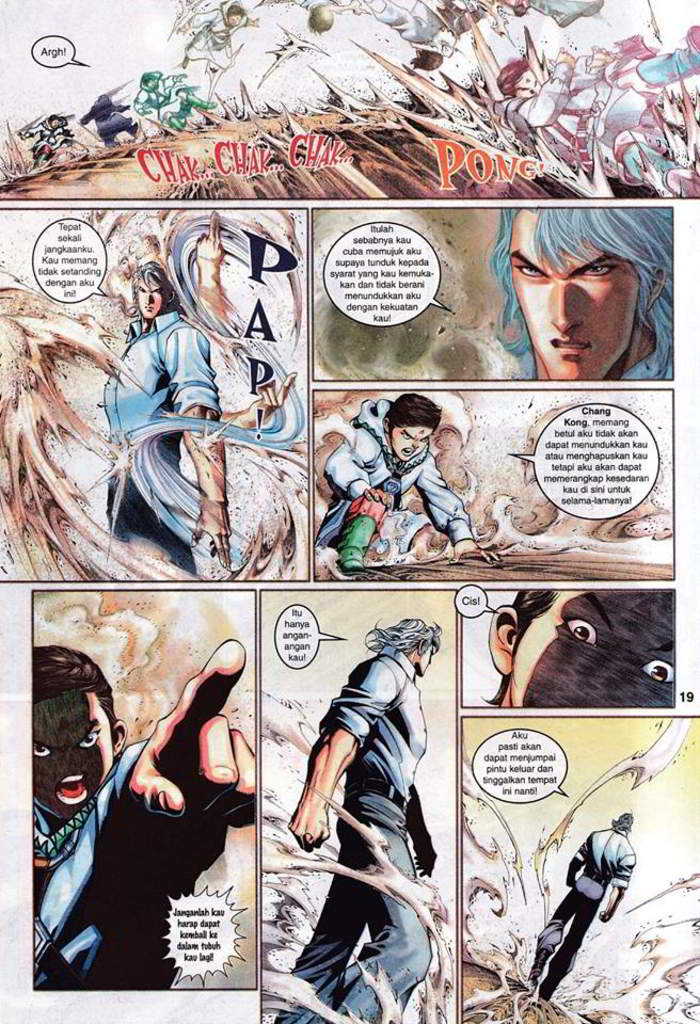 Argh!
CHAK... CHAK... CHAK...
PONG!
Tepat
sekali
jangkaanku.
Kau memang
tidak setanding
dengan aku
ini!
PAP!
Itulah
sebabnya kau
cuba memujuk aku
supaya tunduk kepada
syarat yang kau kemuka-
kan dan tidak berani
menundukkan aku
dengan kekuatan
kau!
Chang
Kong, memang
betul aku tidak akan
dapat menundukkan kau
atau menghapuskan kau
tetapi aku akan dapat
memerangkap kesedaran
kau di sini untuk
selama-lamanya!
Janganlah kau
harap dapat
kembali ke
dalam tubuh
kau lagi!
Itu
hanya
angan-
angan
kau!
Cis!
19
Aku
pasti akan
dapat menjumpai
pintu keluar dan
tinggalkan tempat
ini nanti!